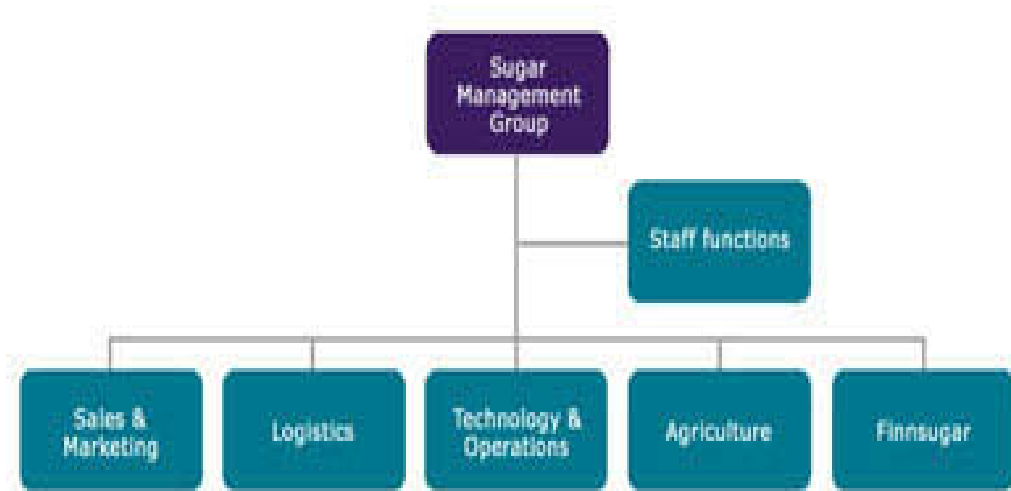 Sugar
Management
Group
Staff functions
Sales &
Marketing
Logistics
Technology &
Operations
Agriculture
Finnsugar